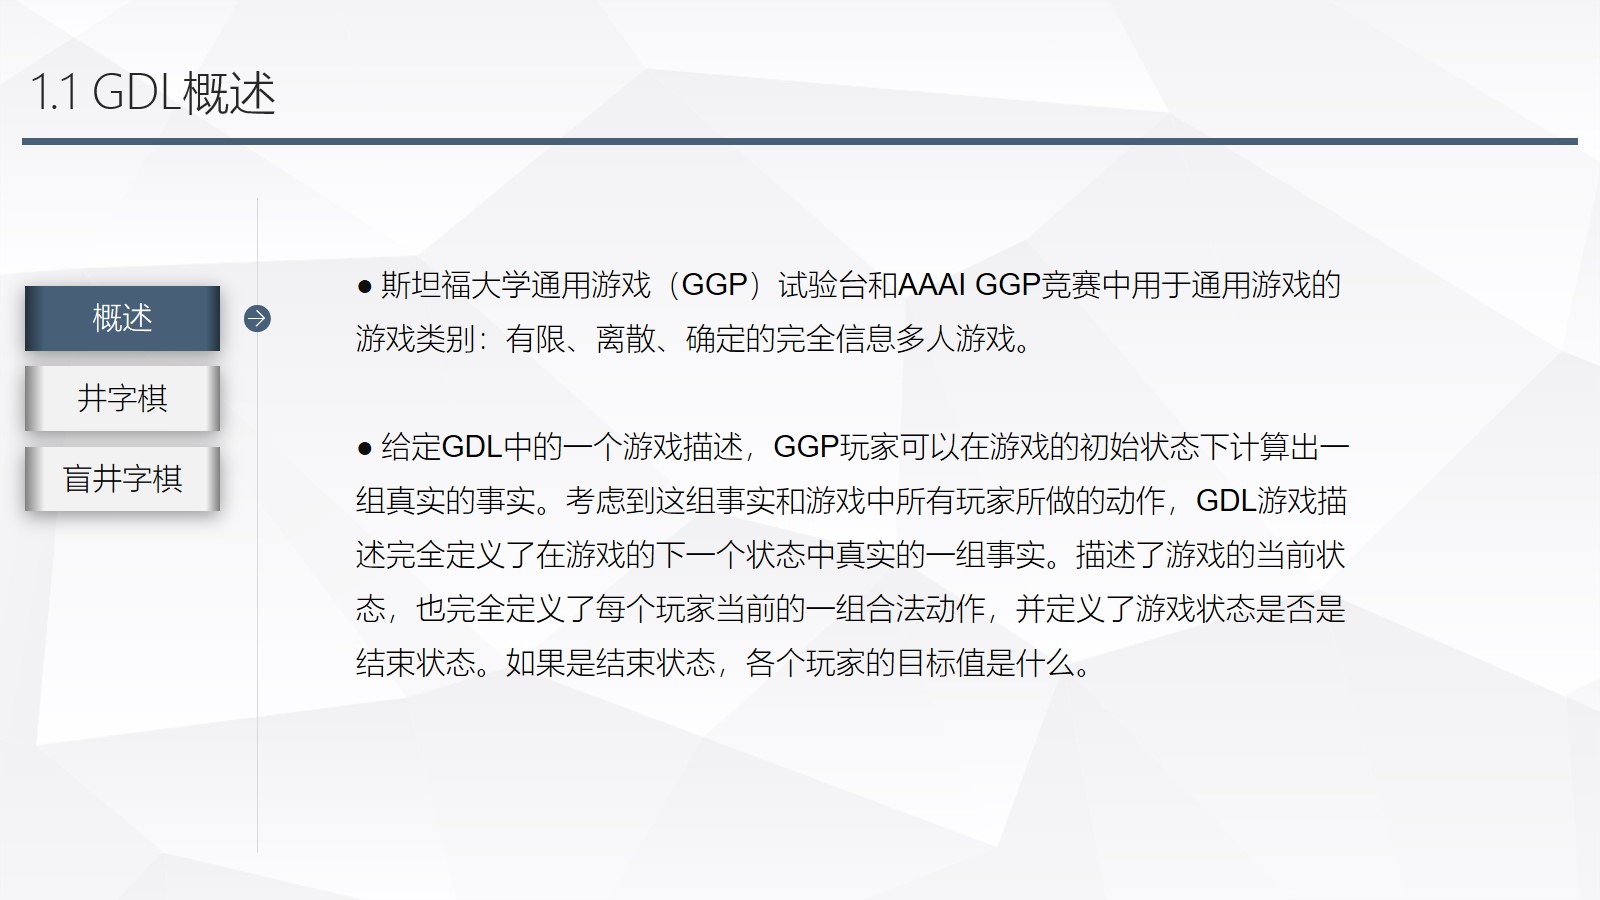 1.1 GDL概述
概述
井字棋
盲井字棋
● 斯坦福大学通用游戏（GGP）试验台和AAAI GGP竞赛中用于通用游戏的
游戏类别：有限、离散、确定的完全信息多人游戏。
● 给定GDL中的一个游戏描述，GGP玩家可以在游戏的初始状态下计算出一
组真实的事实。考虑到这组事实和游戏中所有玩家所做的动作，GDL游戏描
述完全定义了在游戏的下一个状态中真实的一组事实。描述了游戏的当前状
态，也完全定义了每个玩家当前的一组合法动作，并定义了游戏状态是否是
结束状态。如果是结束状态，各个玩家的目标值是什么。